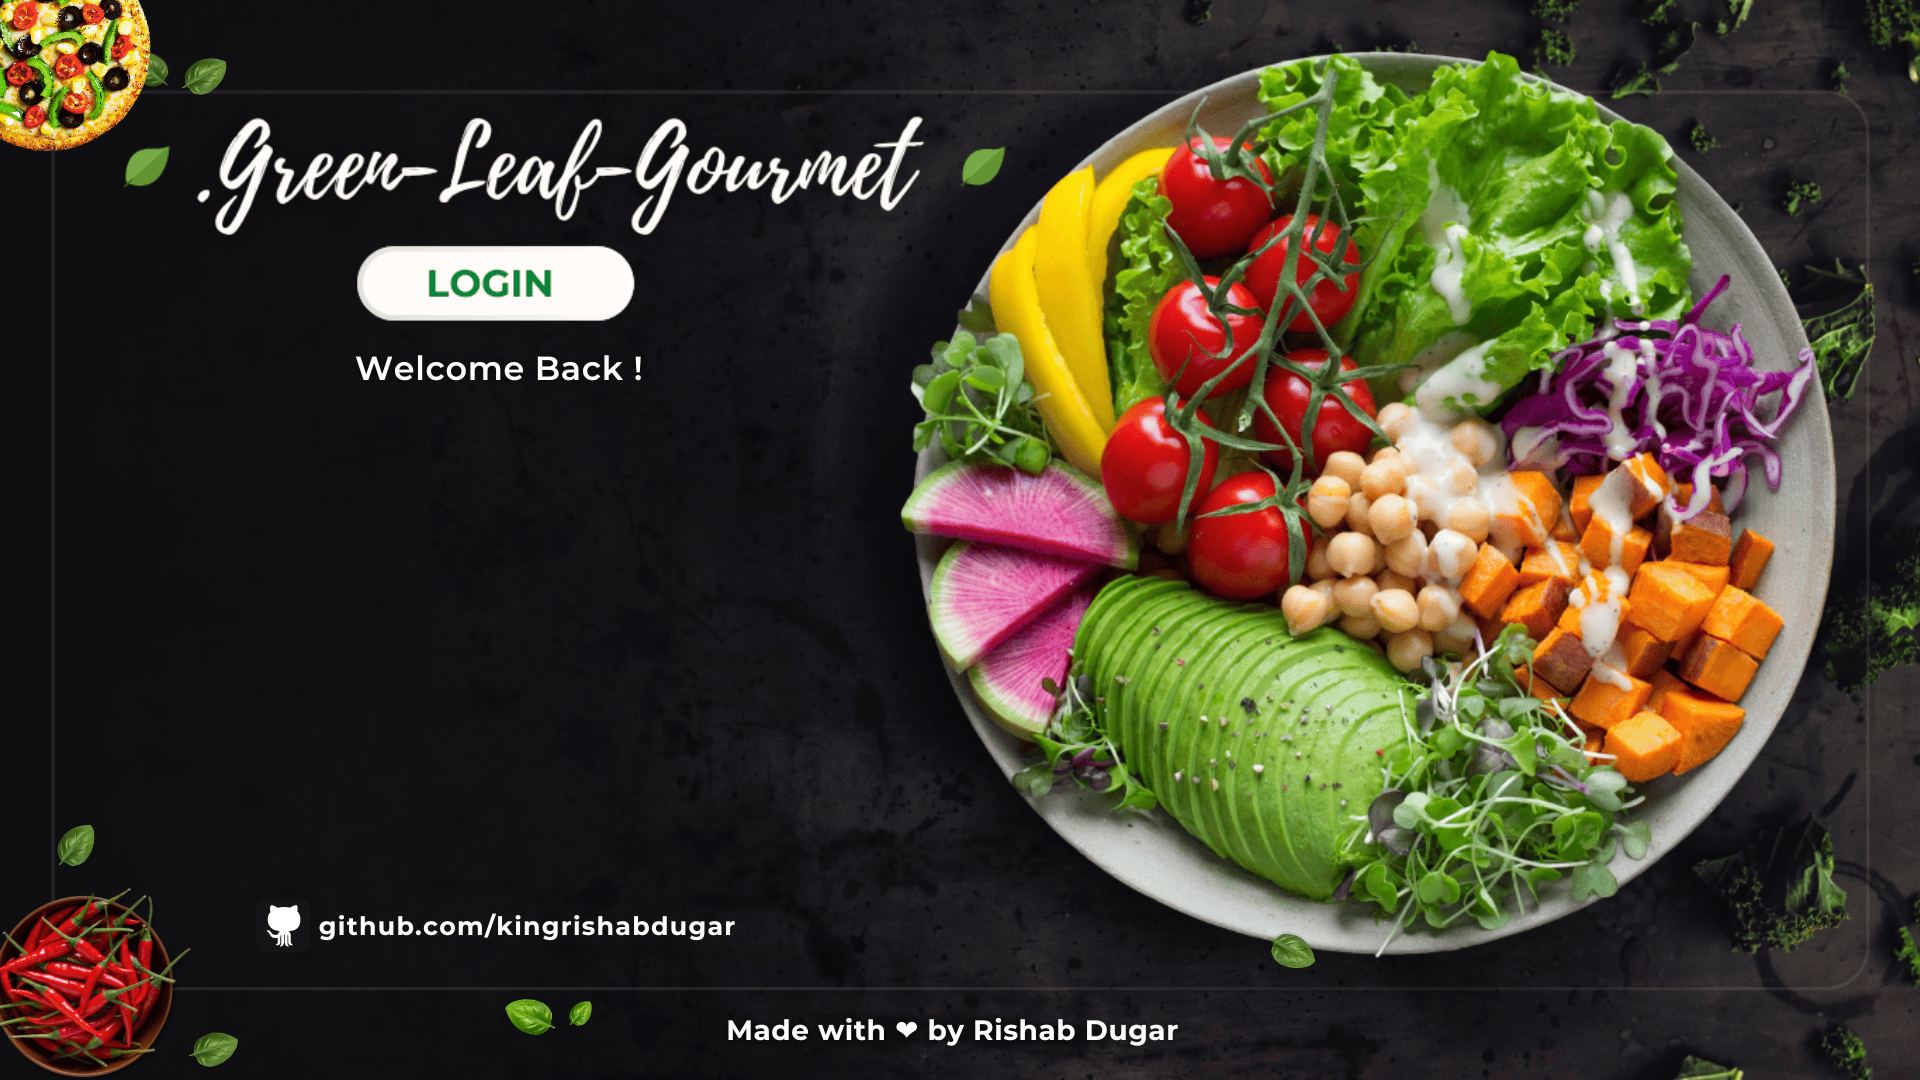 .Green-Leaf-Gourmet
LOGIN
Welcome Back !
github.com/kingrishabdugar
Made with ❤ by Rishab Dugar